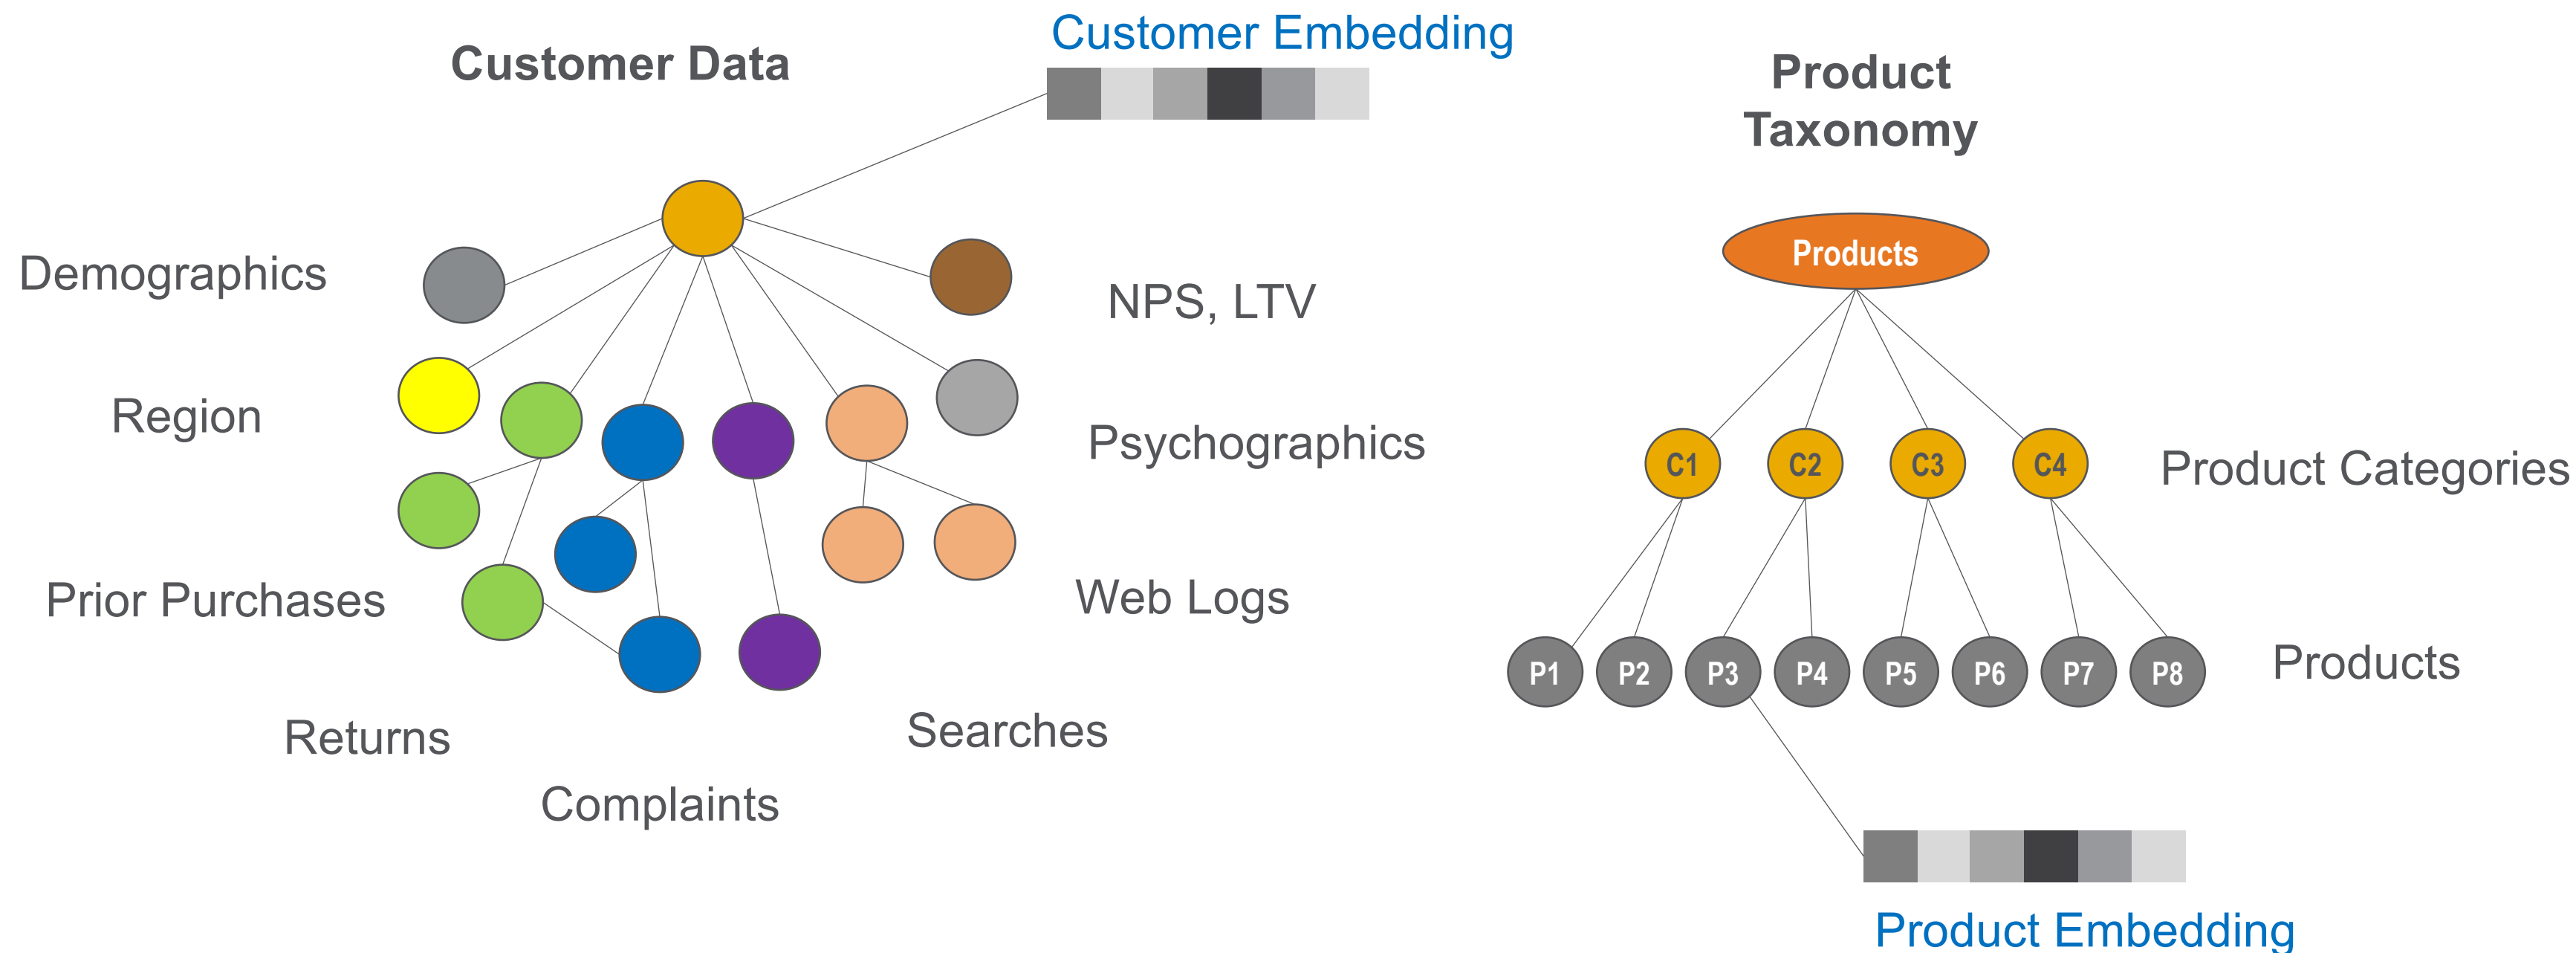 Customer Data
Customer Embedding
Demographics
Region
Prior Purchases
Returns
Complaints
Searches
Web Logs
Psychographics
NPS, LTV
Product
Taxonomy
Products
C1 C2 C3 C4
Product Categories
P1 P2 P3 P4 P5 P6 P7 P8
Products
Product Embedding